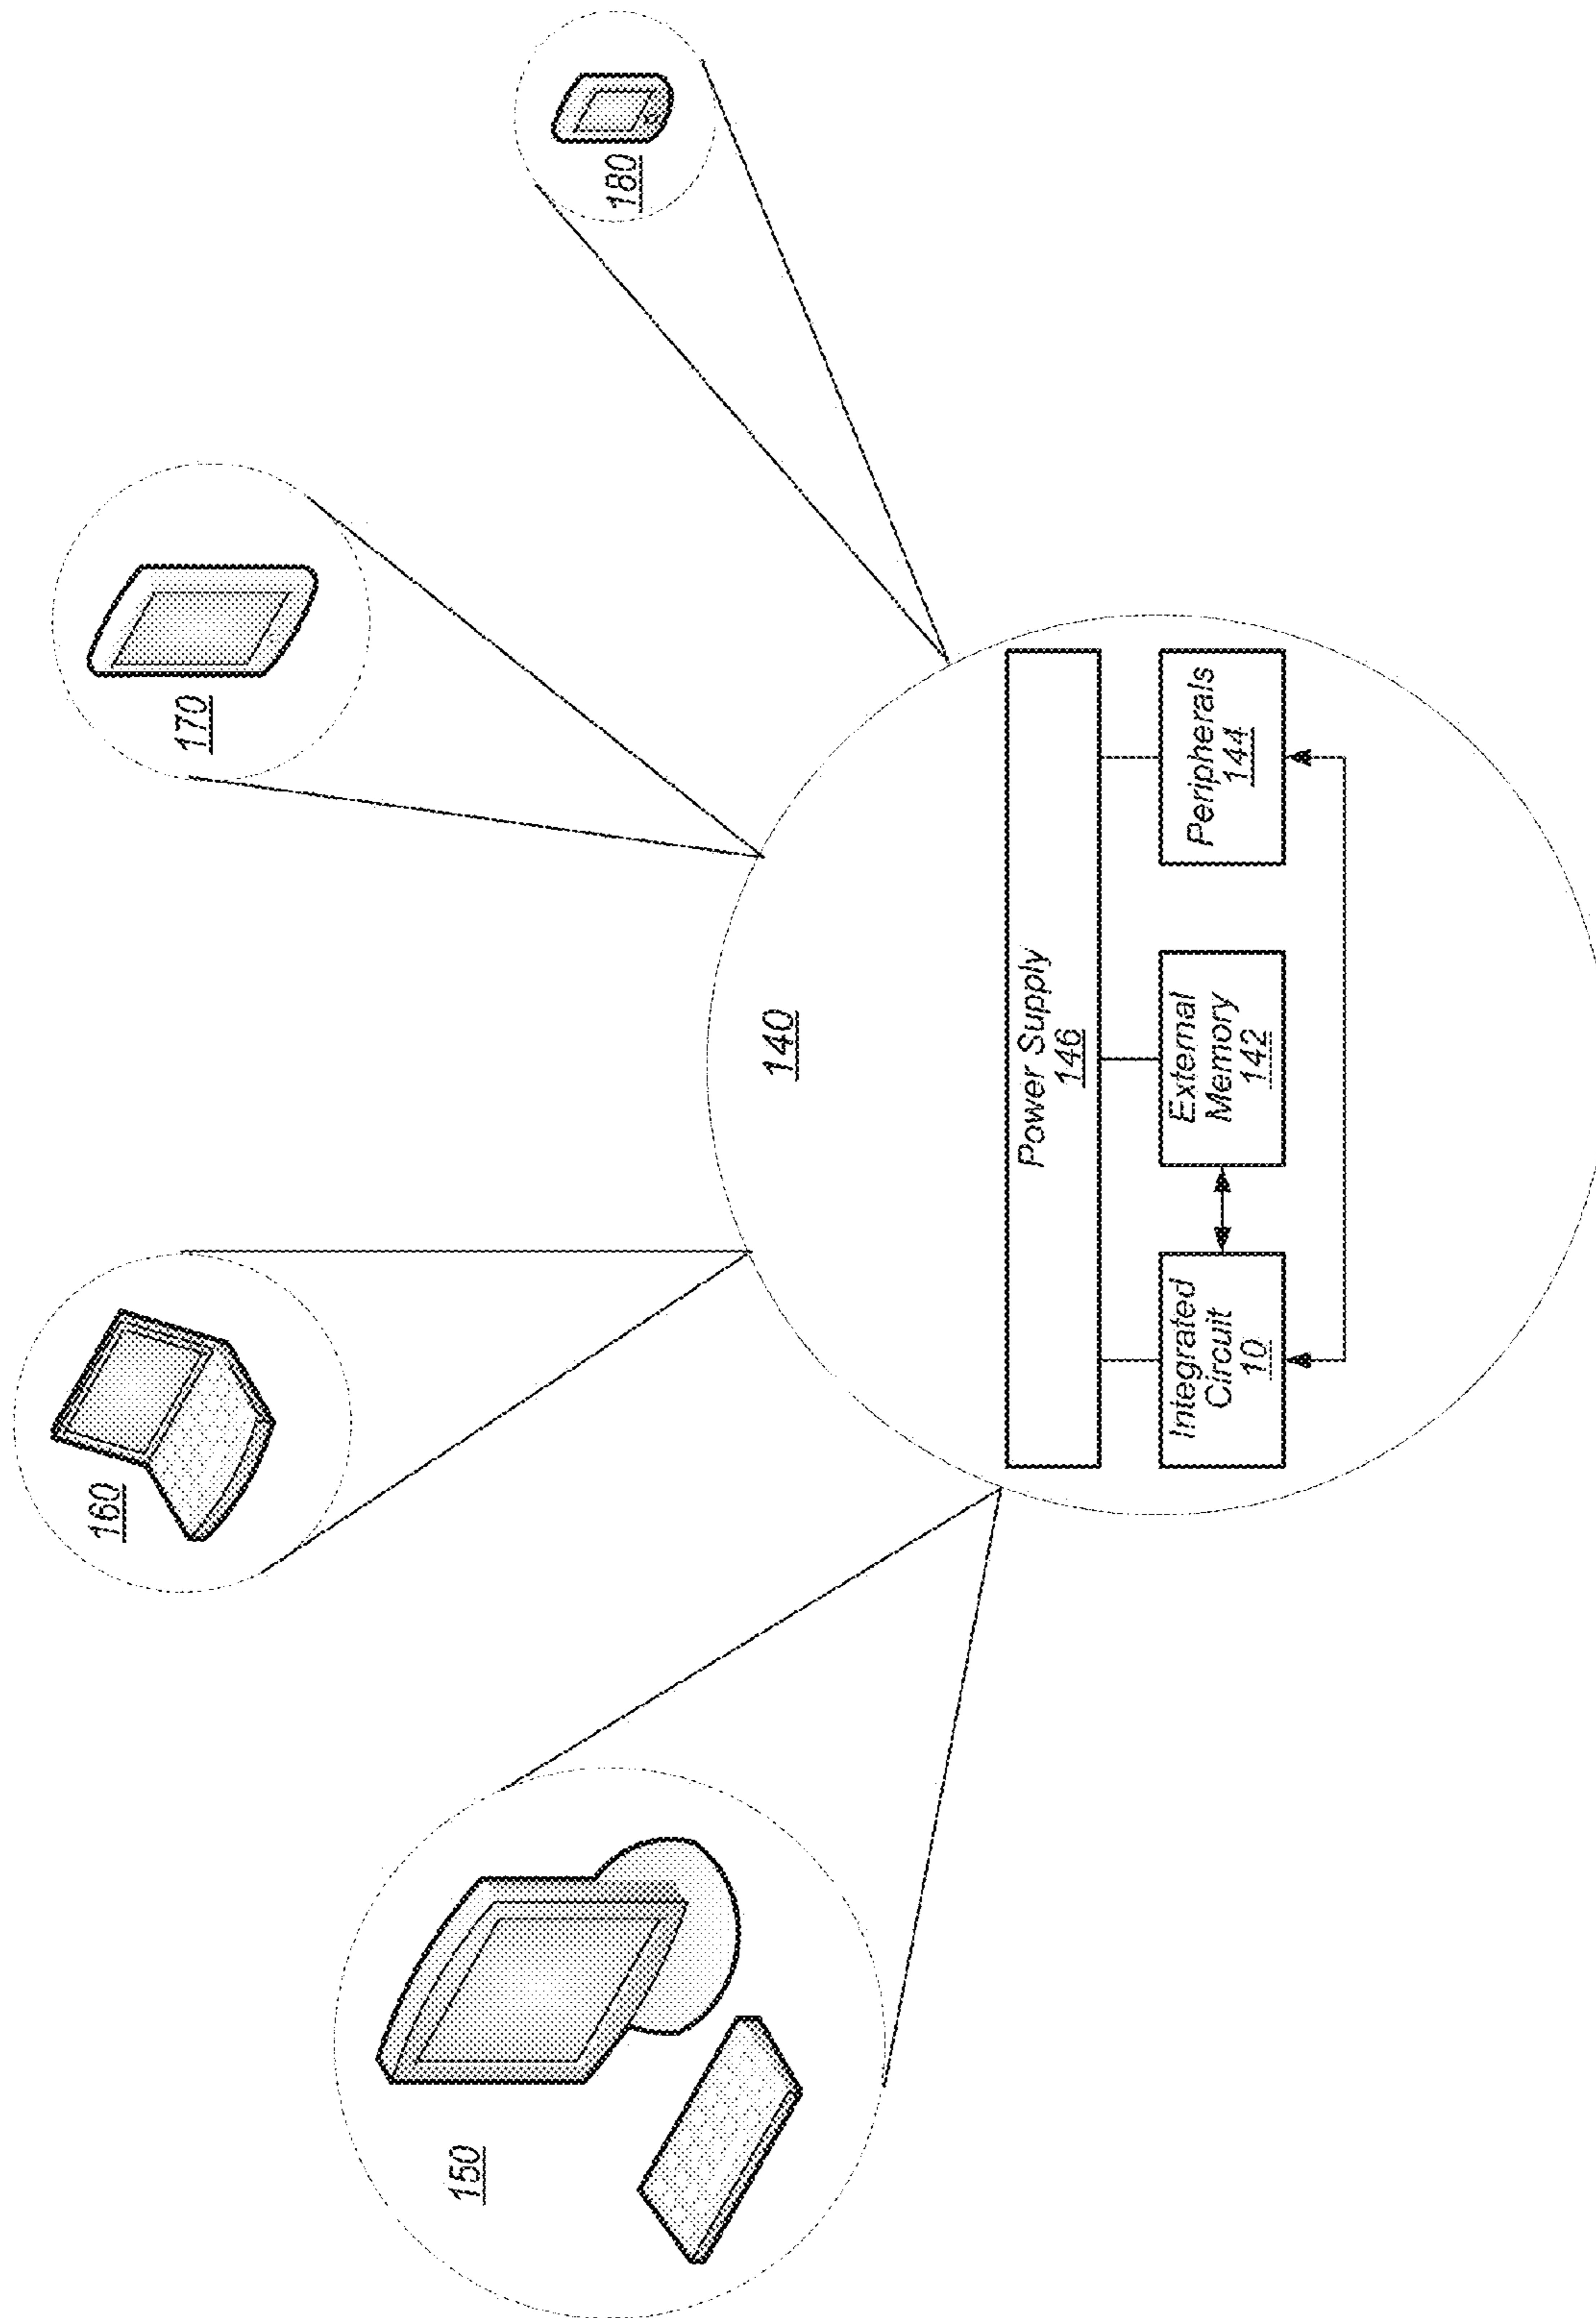 150
160
170
180
140
Power Supply
146
Integrated
Circuit
10
External
Memory
142
Peripherals
144